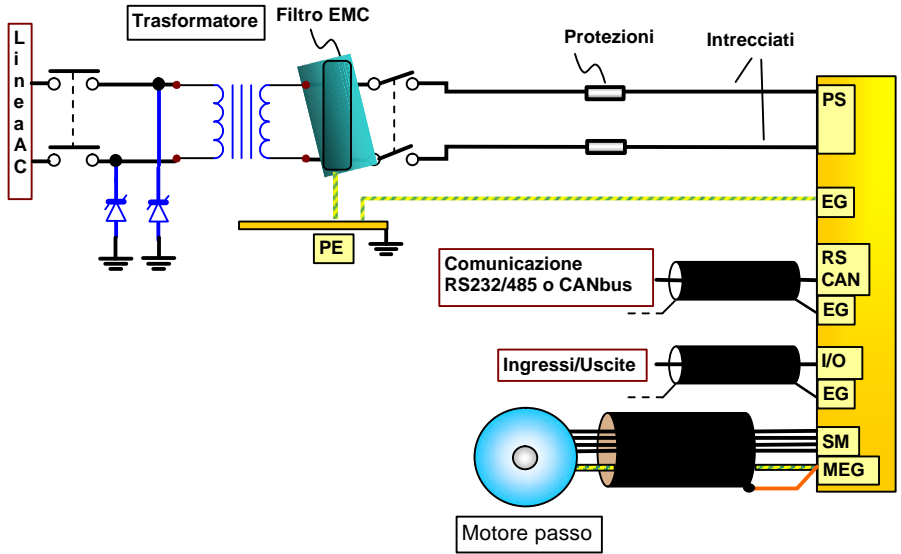 Filtro EMC
Trasformatore
Protezioni
Intrecciati
LineaAC
PS
EG
PE
Comunicazione
RS232/485 o CANbus
RS
CAN
EG
Ingressi/Uscite
I/O
EG
SM
MEG
Motore passo